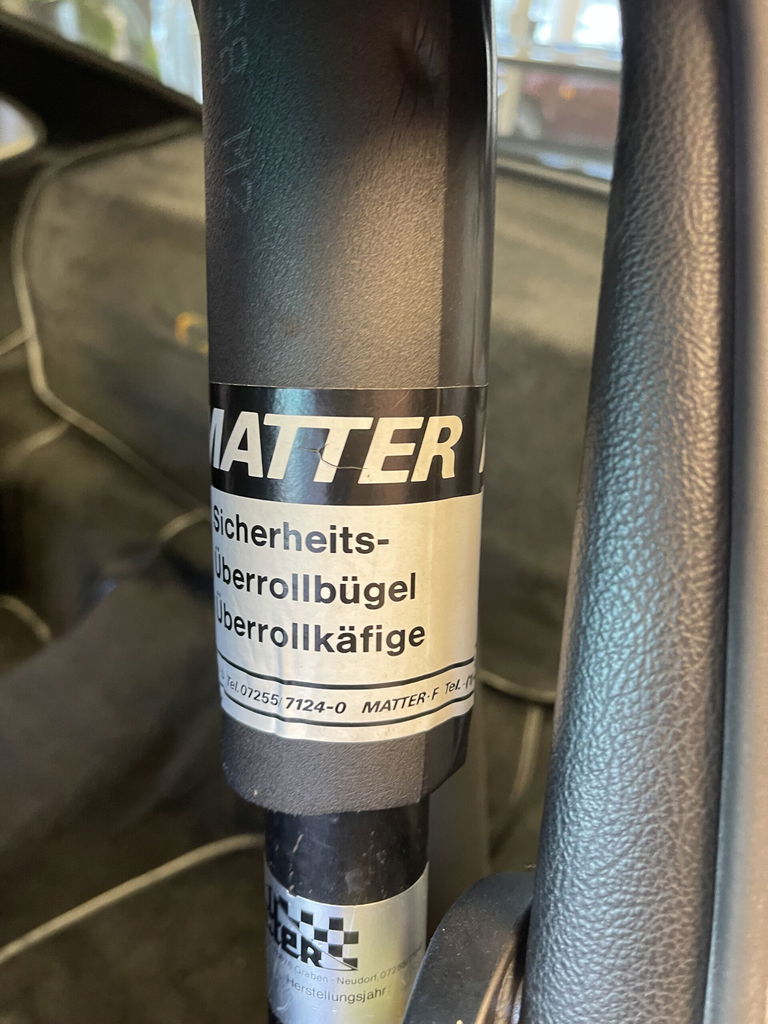 MATTER
Sicherheits-
überrollbügel
überrollkäfige
Tel.07255/7124-0 MATTER-F Tel.
Graben - Neudorf,
Herstellungsjahr: